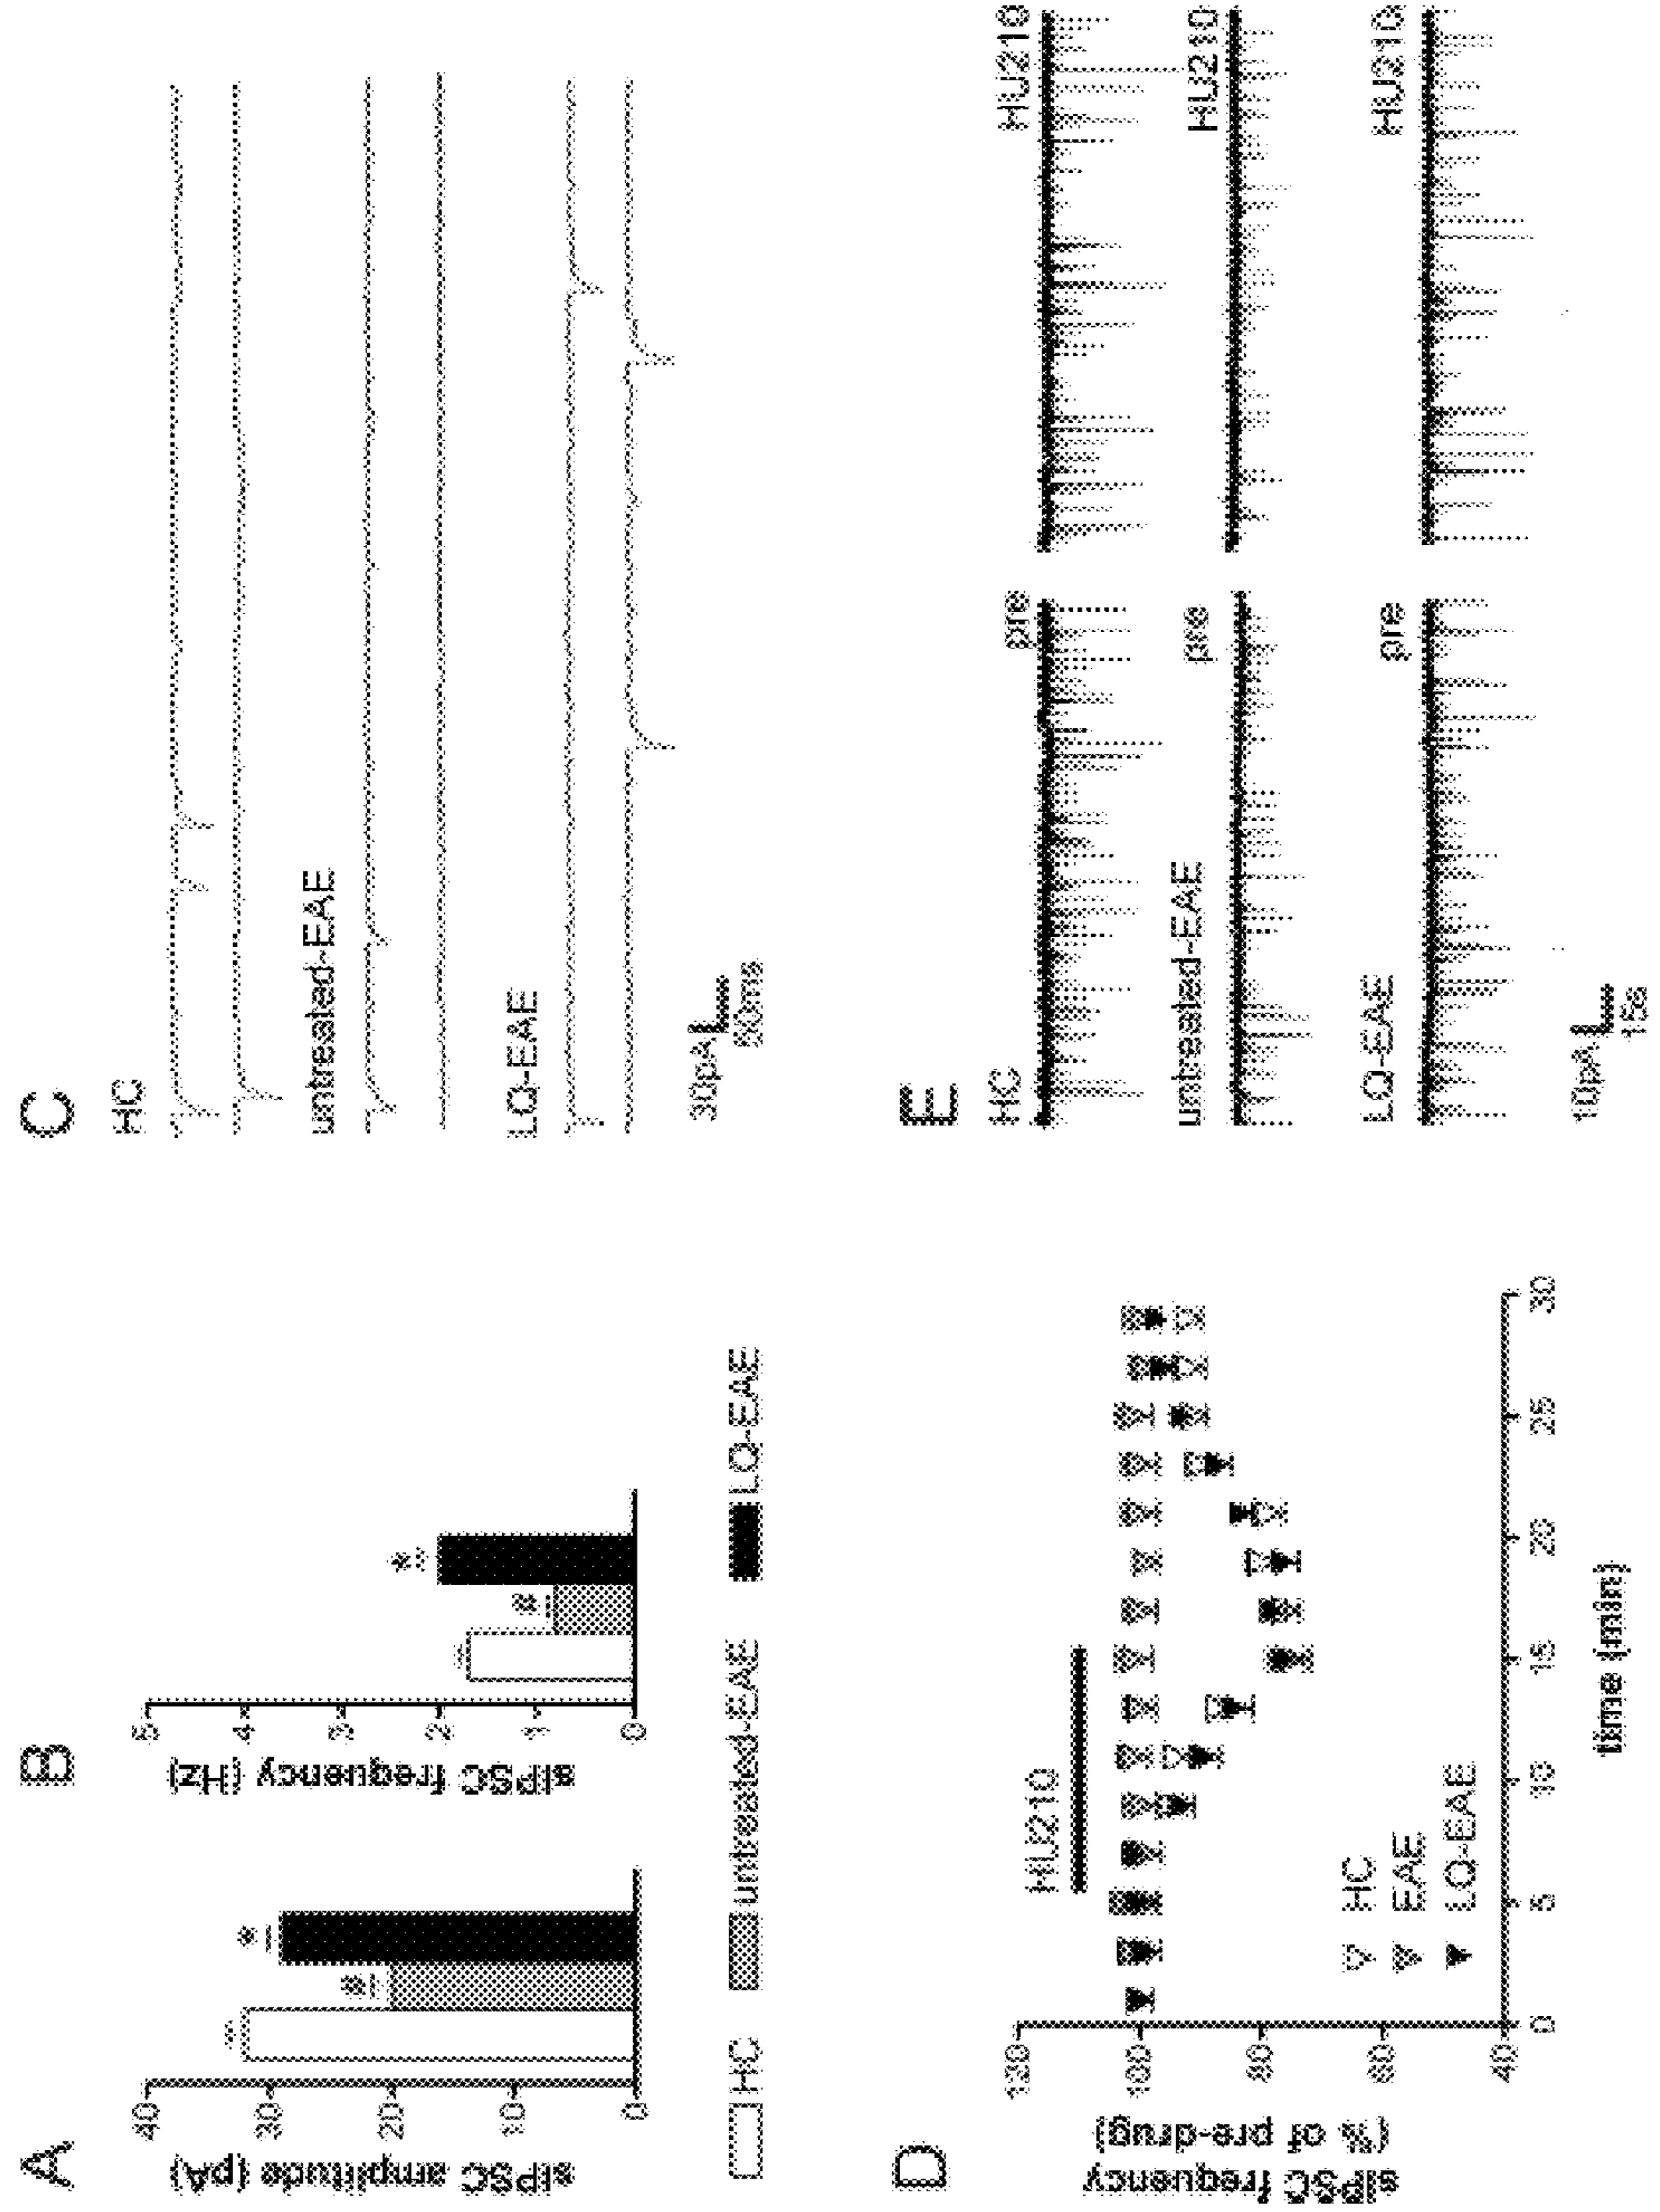 A
sIPSC amplitude (pA)
40
30
20
10
0
B
sIPSC frequency (Hz)
5
4
3
2
1
0
*
#
*
#
HC
untreated-EAE
LQ-EAE
C
HC
untreated-EAE
LQ-EAE
30pA
50ms
D
sIPSC frequency
(% of pre-drug)
120
100
80
60
40
HU210
HC
EAE
LQ-EAE
0
5
10
15
20
25
30
time (min)
E
HC
pre
HU210
untreated-EAE
pre
HU210
LQ-EAE
pre
HU210
10pA
15s